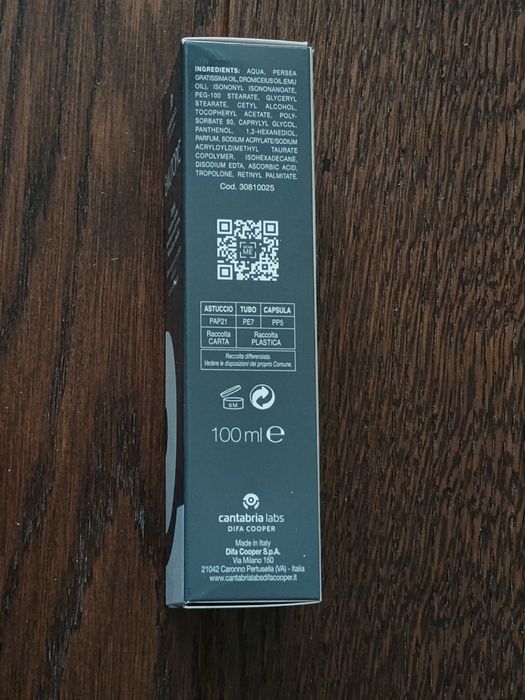 INGREDIENTS: AQUA, PERSEA
GRATISSIMA OIL, DROMICEIUS OIL (EMU
OIL), ISONONYL ISONONANOATE,
PEG-100 STEARATE, GLYCERYL
STEARATE, CETYL ALCOHOL,
TOCOPHERYL ACETATE, POLY-
SORBATE 80, CAPRYLYL GLYCOL,
PANTHENOL, 1,2-HEXANEDIOL,
PARFUM, SODIUM ACRYLATE/SODIUM
ACRYLOYLDIMETHYL TAURATE
COPOLYMER, ISOHEXADECANE,
DISODIUM EDTA, ASCORBIC ACID,
TROPOLONE, RETINYL PALMITATE.
Cod. 30810025
ME
ASTUCCIO TUBO CAPSULA
PAP21 PE7 PP5
Raccolta Raccolta
CARTA PLASTICA
Raccolta differenziata.
Vedere le disposizioni del proprio Comune.
6M
100 ml e
cantabria labs
DIFA COOPER
Made in Italy
Difa Cooper S.p.A.
Via Milano 160
21042 Caronno Pertusella (VA) - Italia
www.cantabrialabsdifacooper.it